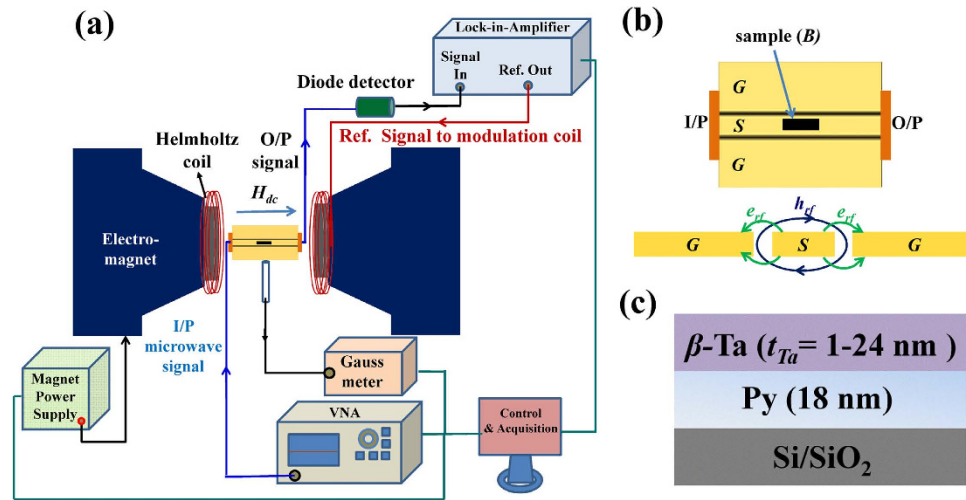 (a)
Lock-in-Amplifier
Signal
In
Ref. Out
Diode detector
Ref. Signal to modulation coil
Helmholtz
coil
O/P
signal
H_dc
Electro-
magnet
I/P
microwave
signal
Magnet
Power
Supply
Gauss
meter
VNA
Control
& Acquisition
(b)
sample (B)
G
I/P
S
O/P
G
e_rf
h_rf
e_rf
G
S
G
(c)
β-Ta (t_Ta= 1-24 nm )
Py (18 nm)
Si/SiO₂